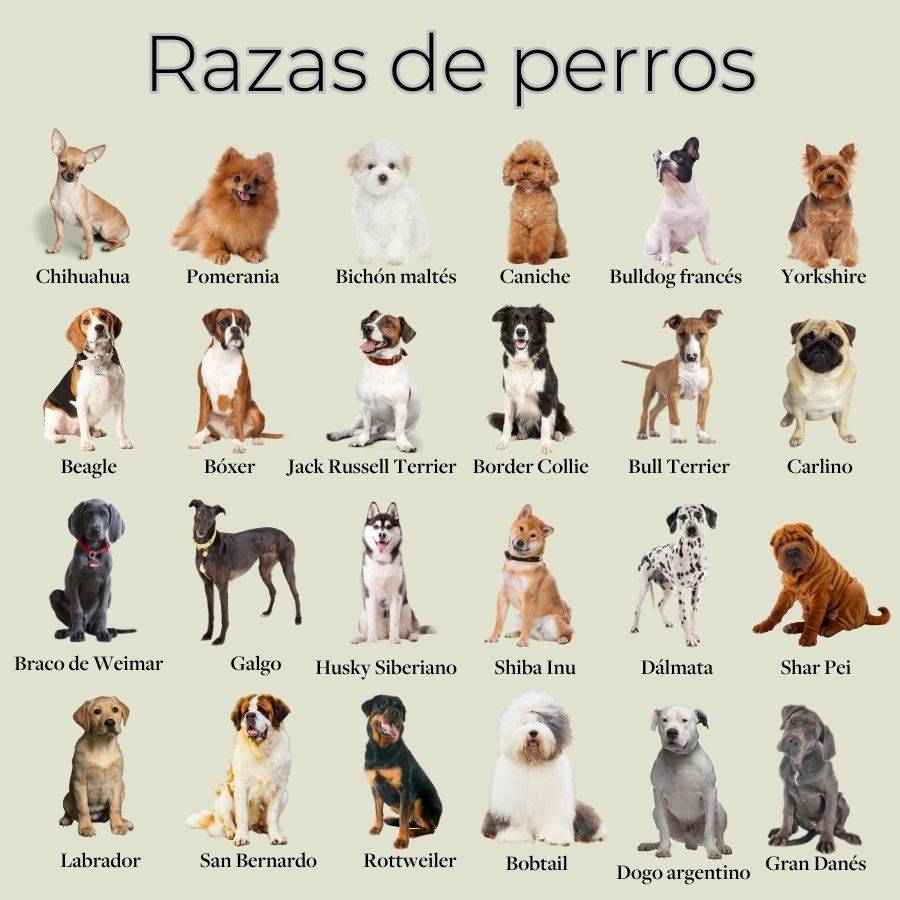 Razas de perros
Chihuahua
Pomerania
Bichón maltés
Caniche
Bulldog francés
Yorkshire
Beagle
Bóxer
Jack Russell Terrier
Border Collie
Bull Terrier
Carlino
Braco de Weimar
Galgo
Husky Siberiano
Shiba Inu
Dálmata
Shar Pei
Labrador
San Bernardo
Rottweiler
Bobtail
Dogo argentino
Gran Danés